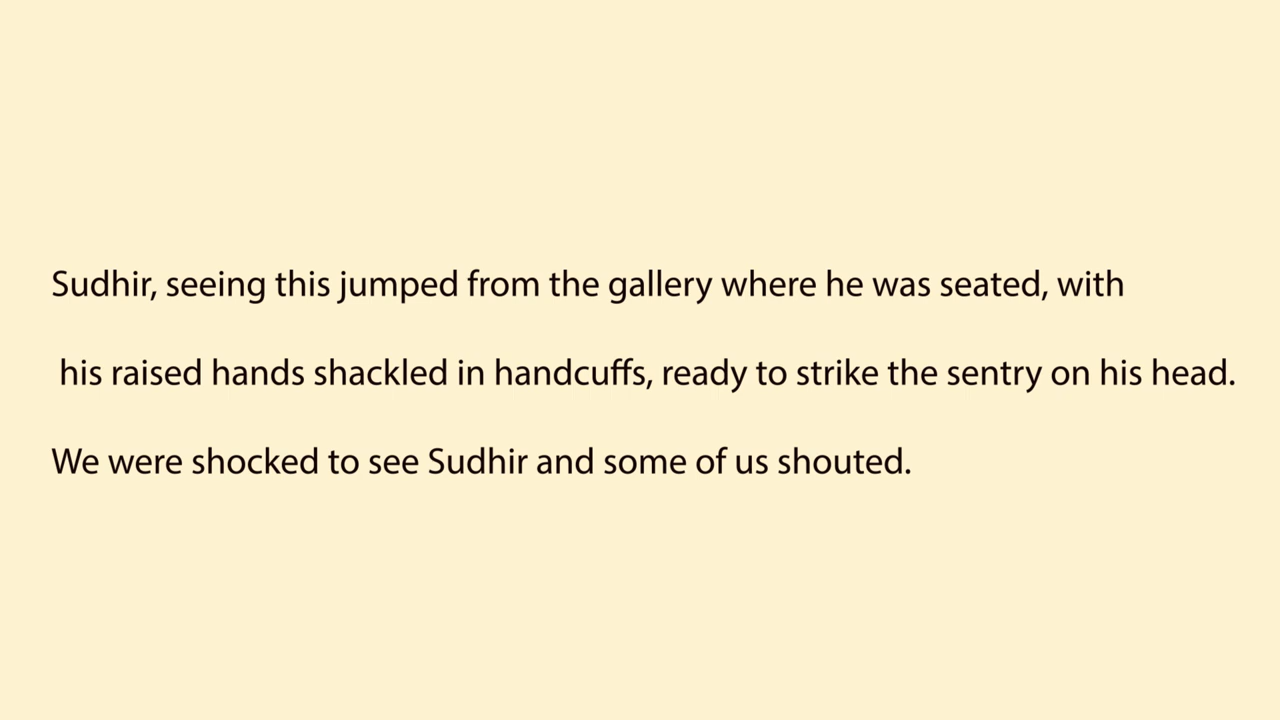 Sudhir, seeing this jumped from the gallery where he was seated, with
his raised hands shackled in handcuffs, ready to strike the sentry on his head.
We were shocked to see Sudhir and some of us shouted.